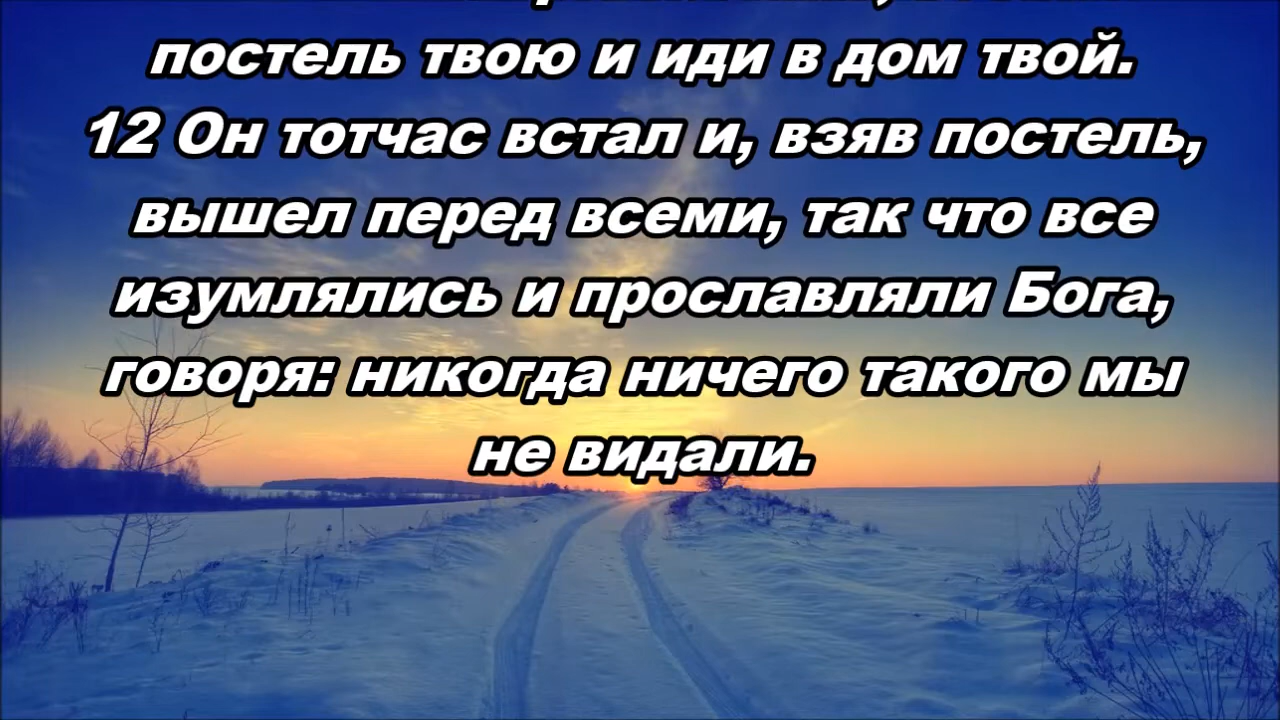 постель твою и иди в дом твой.
12 Он тотчас встал и, взяв постель,
вышел перед всеми, так что все
изумлялись и прославляли Бога,
говоря: никогда ничего такого мы
не видали.